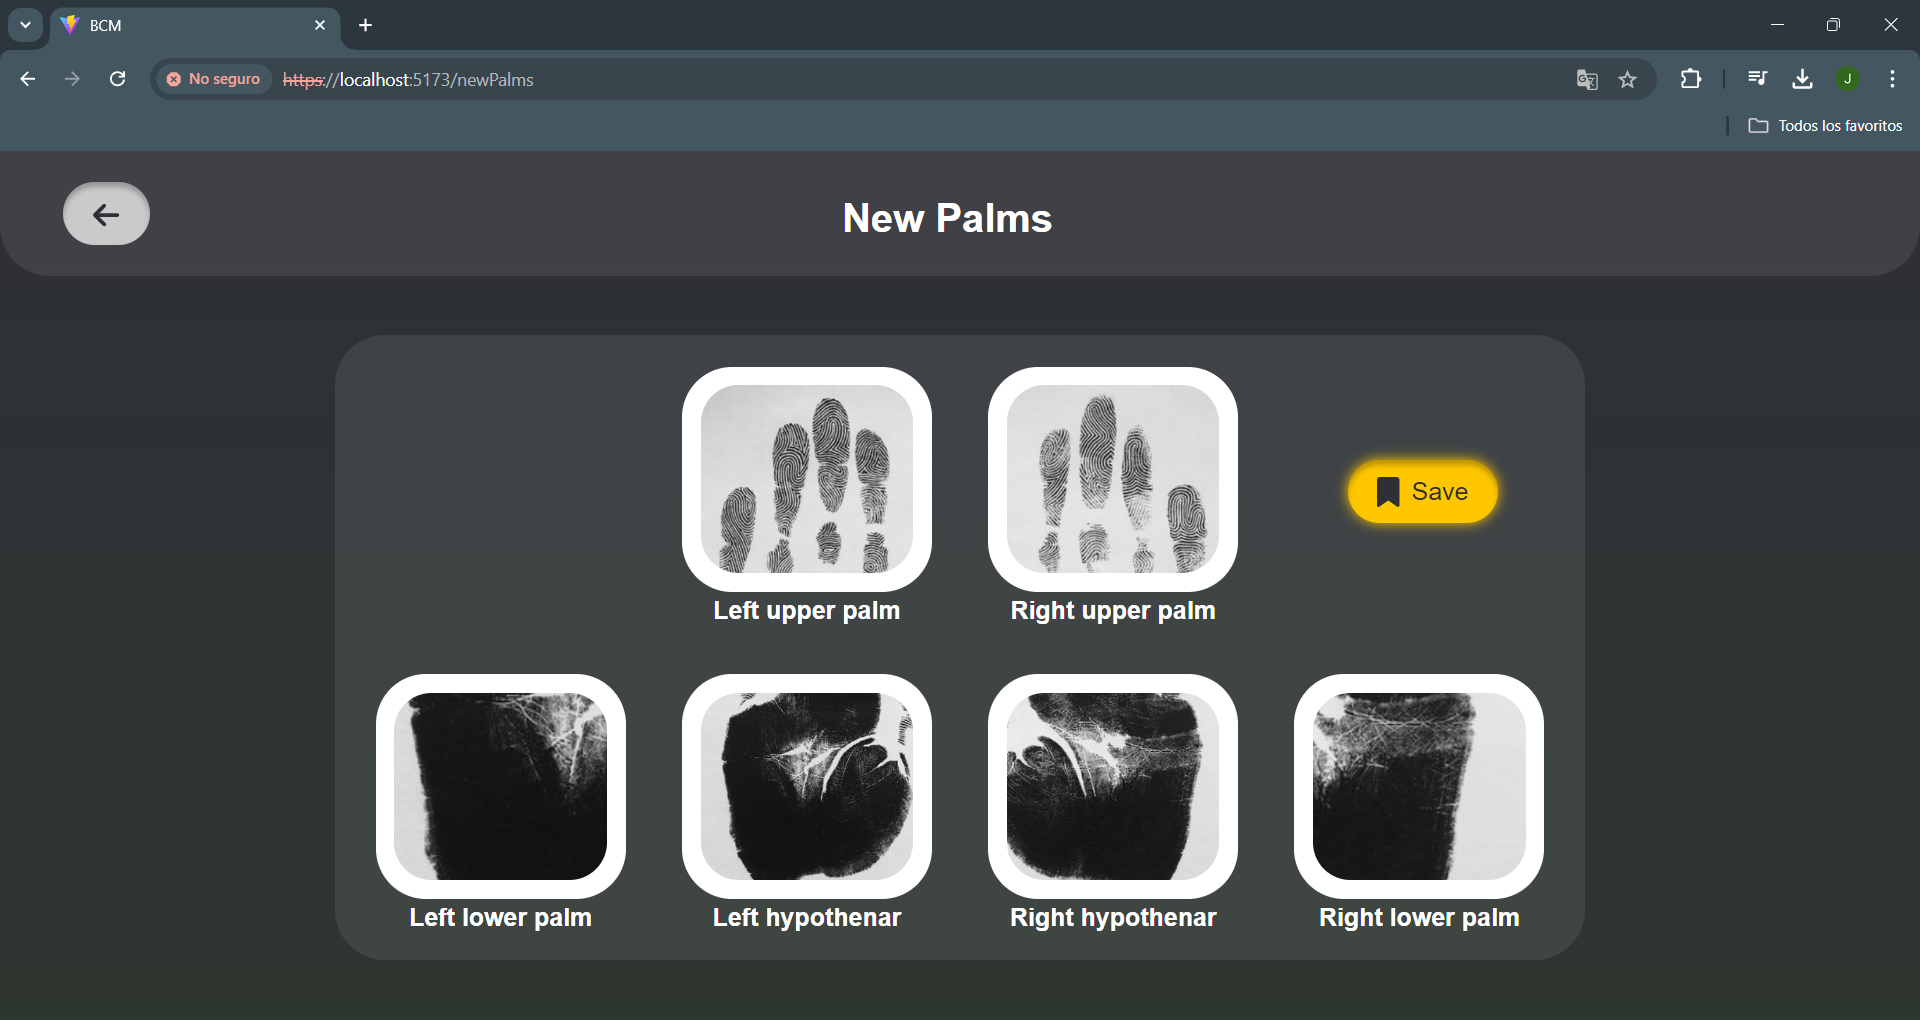 BCM
No seguro
https://localhost:5173/newPalms
J
Todos los favoritos
New Palms
Left upper palm
Right upper palm
Save
Left lower palm
Left hypothenar
Right hypothenar
Right lower palm